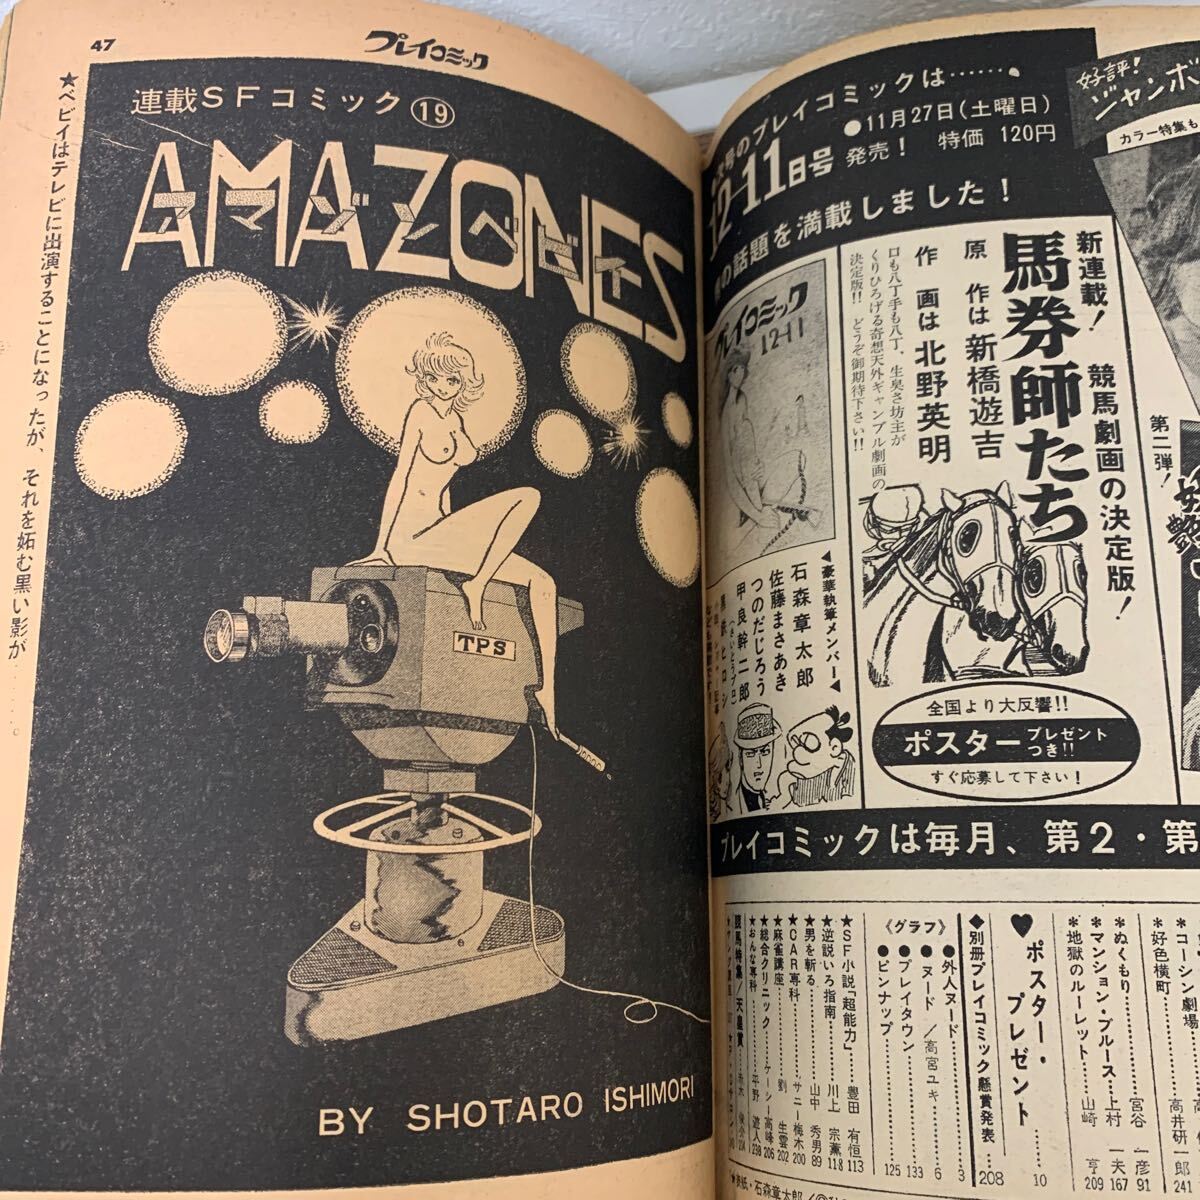 47
プレイコミック
★ベビイはテレビに出演することになったが、それを妬む黒い影が……。
連載SFコミック⑲
AMAZONES
アマゾンベビイ
TPS
BY SHOTARO ISHIMORI
次号のプレイコミックは……
12-11日号
●11月27日(土曜日)
発売! 特価 120円
の話題を満載しました!
好評!
ジャンボ
カラー特集も
新連載! 競馬劇画の決定版!
馬券師たち
原作は新橋遊吉
作画は北野英明
口も八丁手も八丁、生臭さ坊主が
くりひろげる奇想天外ギャンブル劇画の
決定版!! どうぞ御期待下さい!!
プレイコミック
12-11
第二弾!
◀豪華執筆メンバー▶
石森章太郎
佐藤まさあき
つのだじろう
甲良幹二郎
(さいとうプロ)
黒鉄ヒロシ
全国より大反響!!
ポスタープレゼントつき!!
すぐ応募して下さい!
プレイコミックは毎月、第2・第
*コーシン劇場
*好色横町……高井研一郎 241
*ぬくもり……宮谷一彦 91
*マンション・ブルース…上村一夫 167
*地獄のルーレット……山崎亨 209
♥ポスター・プレゼント……10
◆別冊プレイコミック懸賞発表…208
《グラフ》
●外人ヌード……3
●ヌード/高宮ユキ……6
●プレイタウン……133
●ピンナップ……125
★SF小説「超能力」……豊田有恒 113
★逆説いろ指南……川上宗薫 118
★男を斬る……山中秀男 89
★CAR専科……サニー梅木 200
★麻雀講座……劉生雲 202
★総合クリニック…ケーシー高峰 206
★おんな専科……平野遊人 298
競馬特集/天皇賞
★表紙・石森章太郎